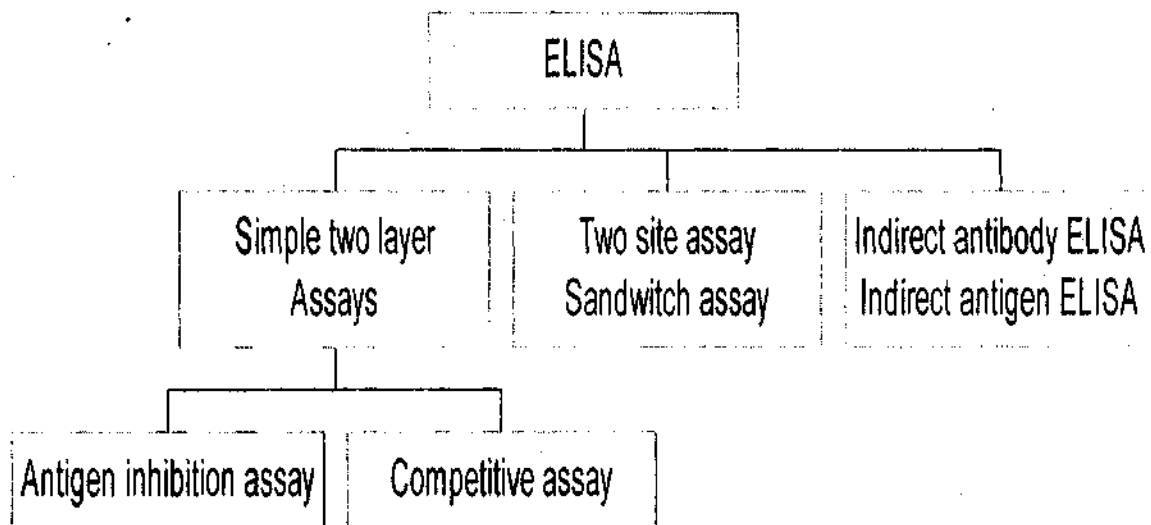 ELISA
Simple two layer
Assays
Two site assay
Sandwitch assay
Indirect antibody ELISA
Indirect antigen ELISA
Antigen inhibition assay
Competitive assay